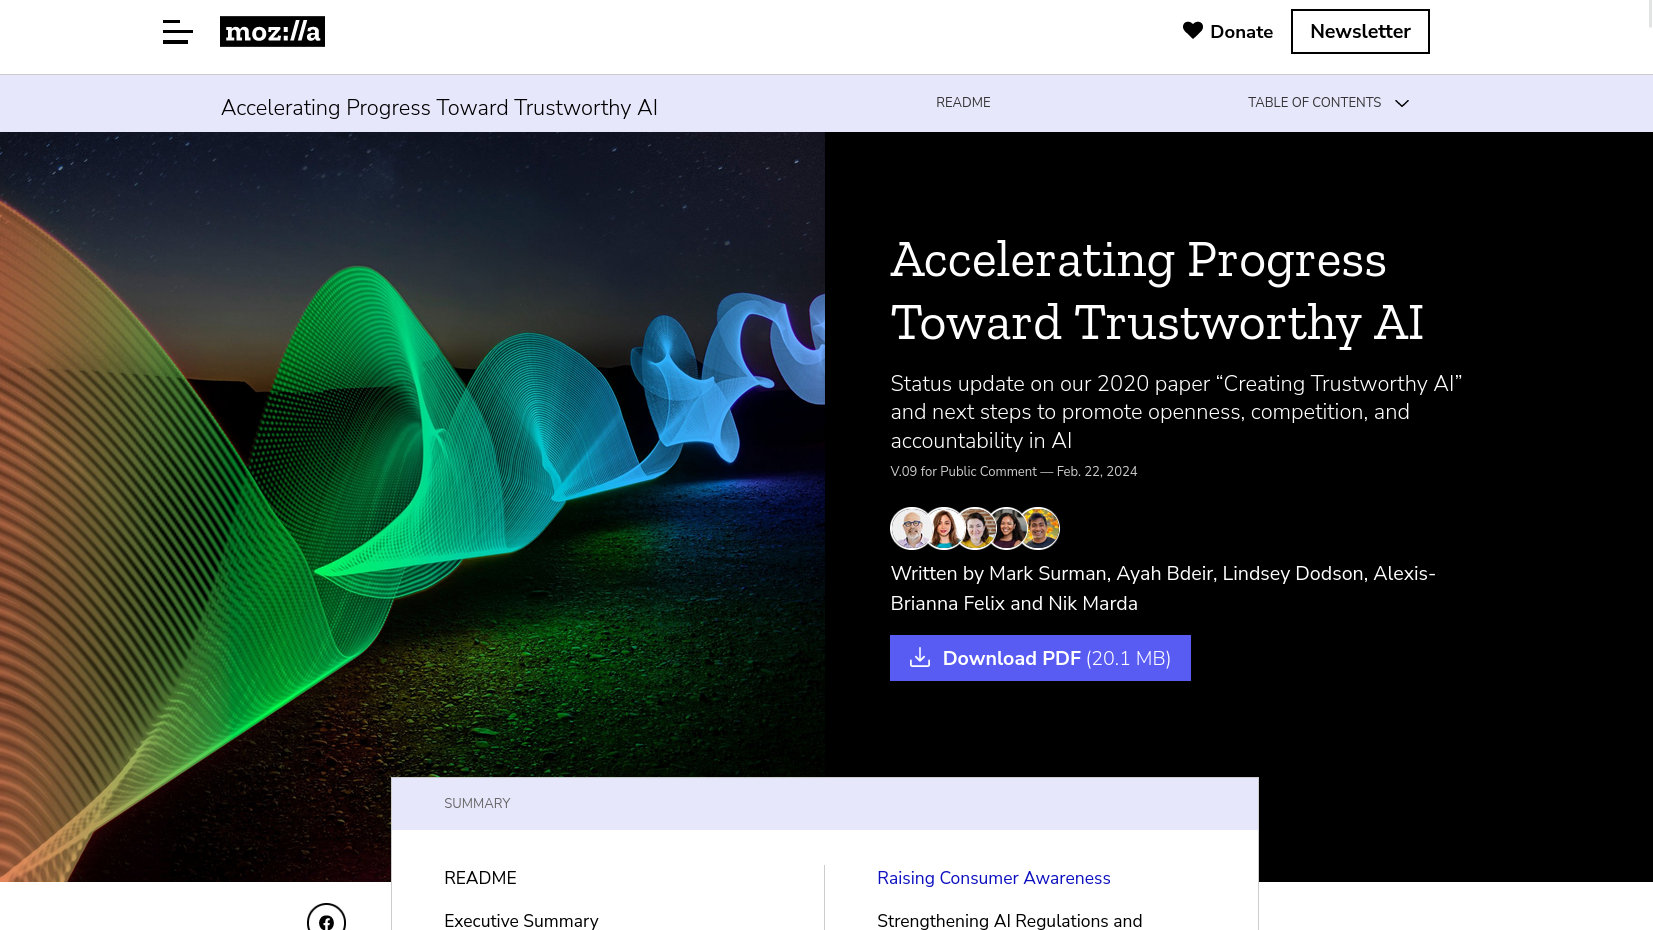 moz://a
Donate
Newsletter
Accelerating Progress Toward Trustworthy AI
README
TABLE OF CONTENTS
Accelerating Progress
Toward Trustworthy AI
Status update on our 2020 paper “Creating Trustworthy AI”
and next steps to promote openness, competition, and
accountability in AI
V.09 for Public Comment — Feb. 22, 2024
Written by Mark Surman, Ayah Bdeir, Lindsey Dodson, Alexis-
Brianna Felix and Nik Marda
Download PDF (20.1 MB)
SUMMARY
README
Executive Summary
Raising Consumer Awareness
Strengthening AI Regulations and